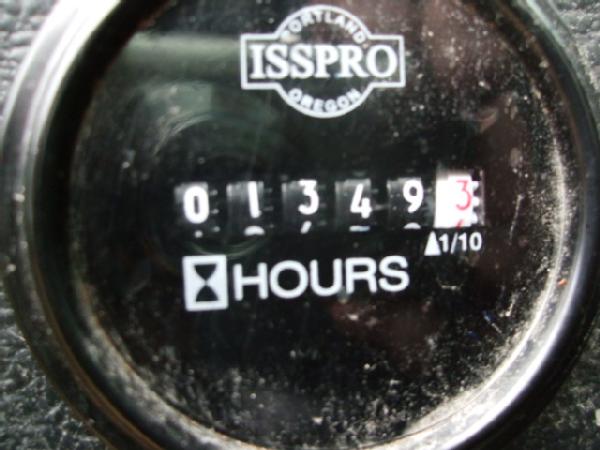 PORTLAND
ISSPRO
OREGON
013493
1/10
HOURS